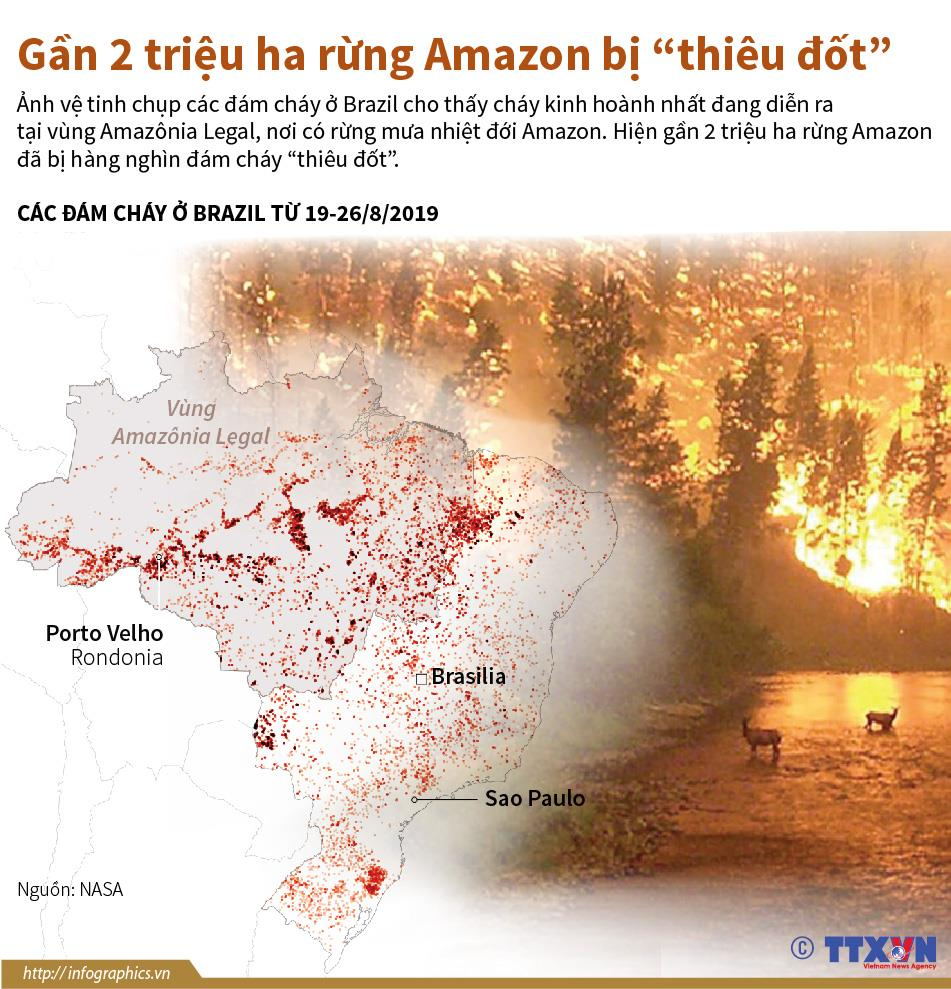 Gần 2 triệu ha rừng Amazon bị “thiêu đốt”
Ảnh vệ tinh chụp các đám cháy ở Brazil cho thấy cháy kinh hoành nhất đang diễn ra
tại vùng Amazônia Legal, nơi có rừng mưa nhiệt đới Amazon. Hiện gần 2 triệu ha rừng Amazon
đã bị hàng nghìn đám cháy “thiêu đốt”.
CÁC ĐÁM CHÁY Ở BRAZIL TỪ 19-26/8/2019
Vùng
Amazônia Legal
Porto Velho
Rondonia
Brasilia
Sao Paulo
Nguồn: NASA
© TTXVN
Vietnam News Agency
http://infographics.vn